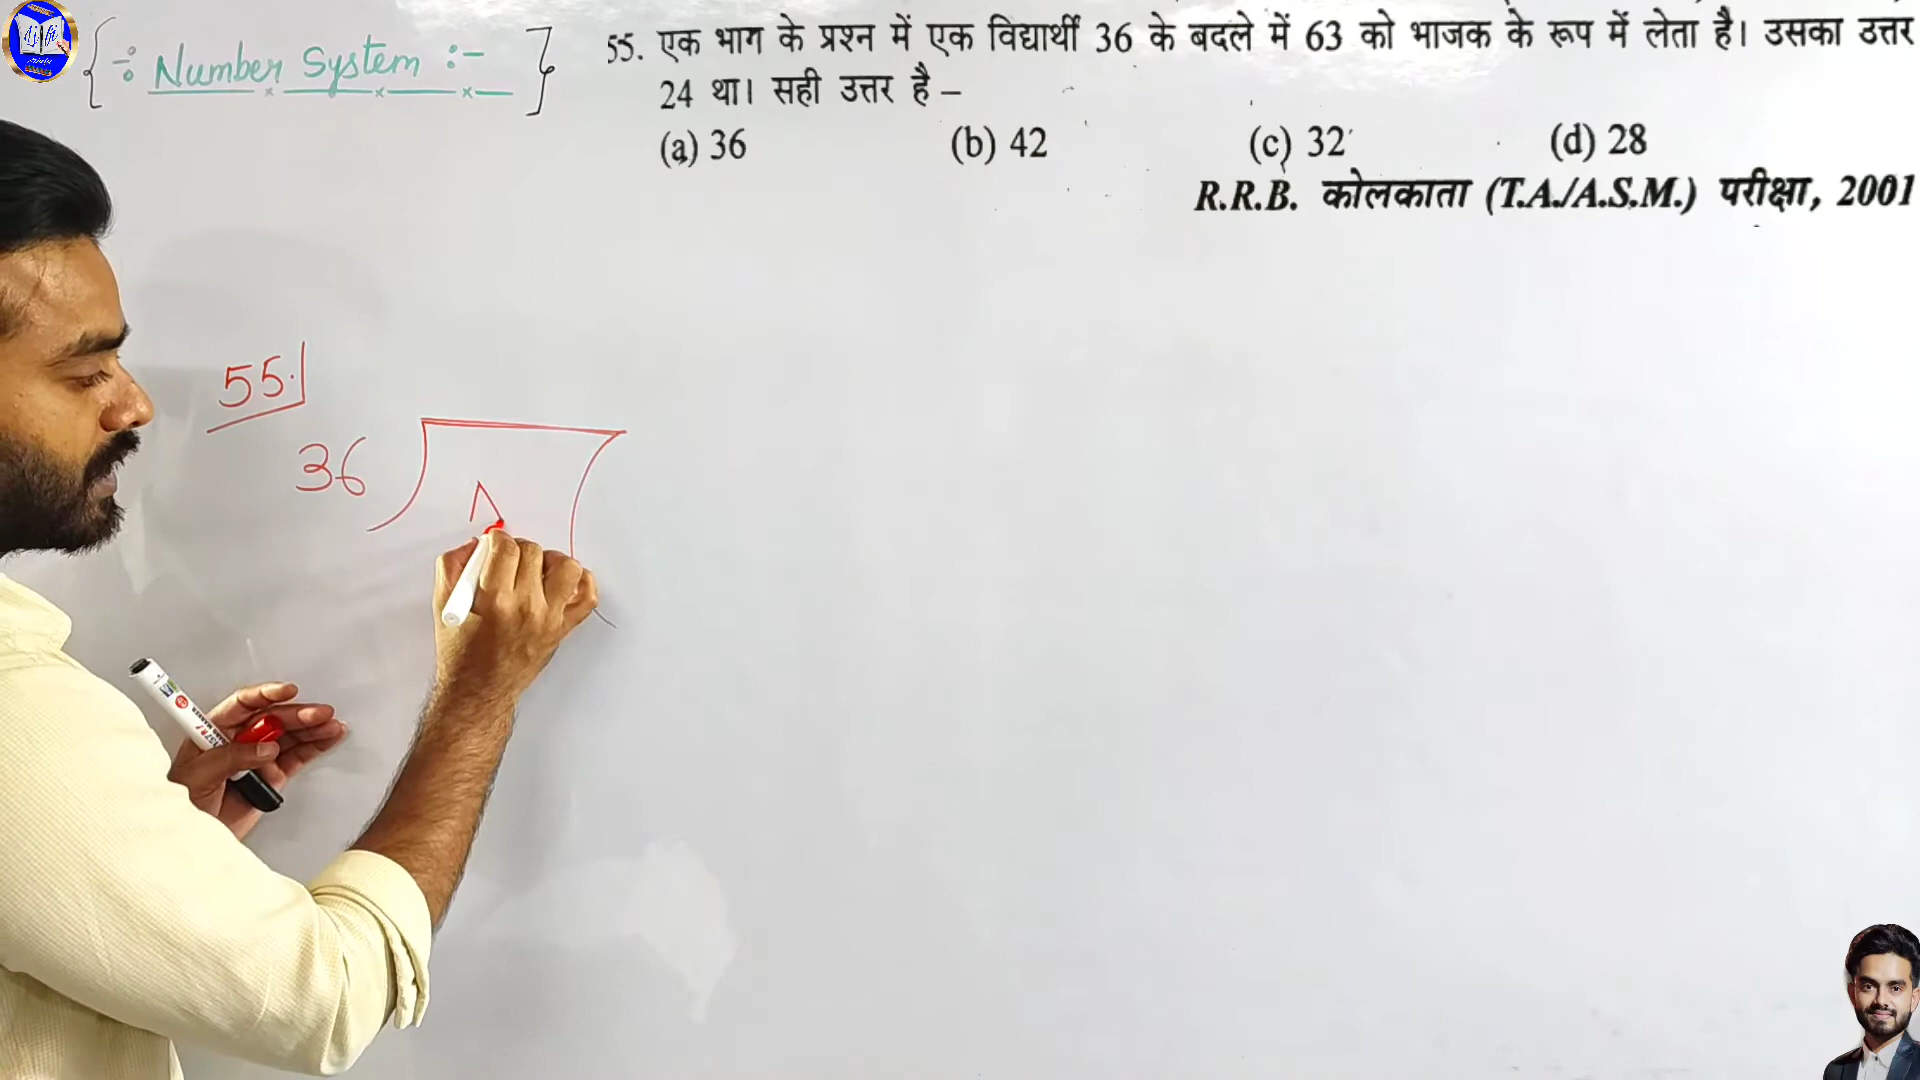 { ÷ Number System :- }
55. एक भाग के प्रश्न में एक विद्यार्थी 36 के बदले में 63 को भाजक के रूप में लेता है। उसका उत्तर
24 था। सही उत्तर है –
(a) 36 (b) 42 (c) 32 (d) 28
R.R.B. कोलकाता (T.A./A.S.M.) परीक्षा, 2001
55.
36